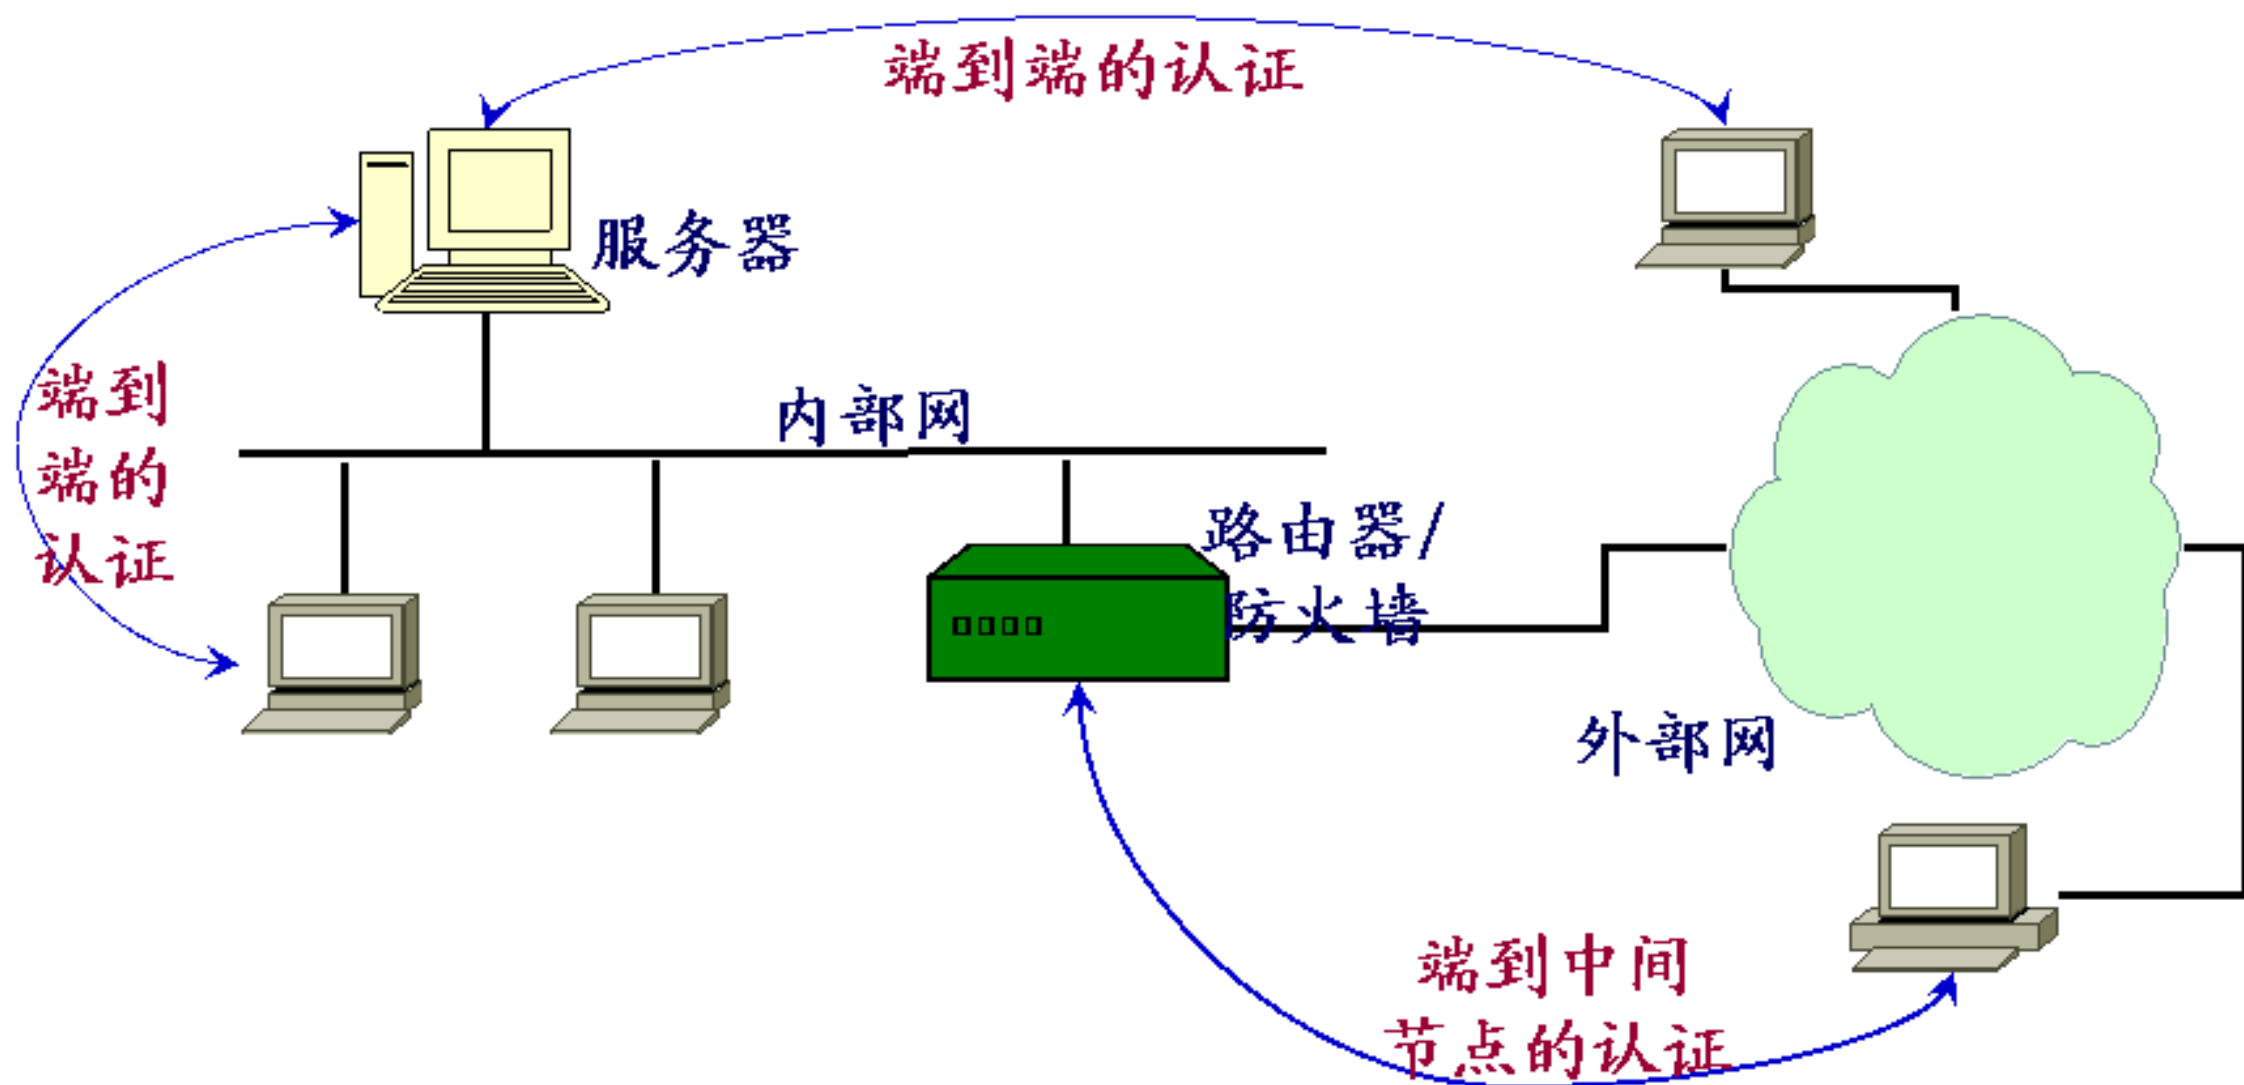 端到端的认证
服务器
端到
端的
认证
内部网
路由器/
防火墙
外部网
端到中间
节点的认证